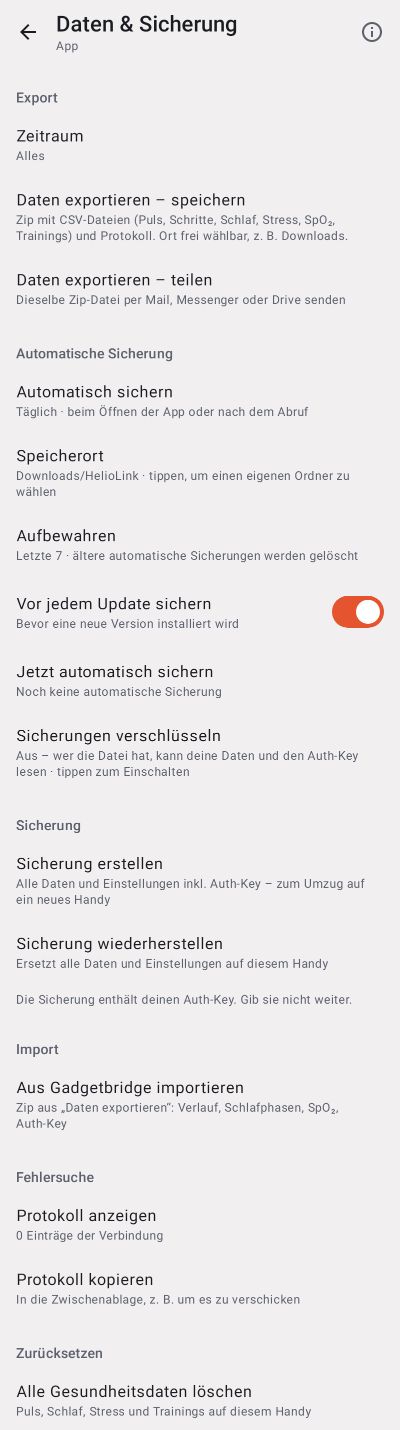 Daten & Sicherung
App
Export
Zeitraum
Alles
Daten exportieren – speichern
Zip mit CSV-Dateien (Puls, Schritte, Schlaf, Stress, SpO₂,
Trainings) und Protokoll. Ort frei wählbar, z. B. Downloads.
Daten exportieren – teilen
Dieselbe Zip-Datei per Mail, Messenger oder Drive senden
Automatische Sicherung
Automatisch sichern
Täglich · beim Öffnen der App oder nach dem Abruf
Speicherort
Downloads/HelioLink · tippen, um einen eigenen Ordner zu
wählen
Aufbewahren
Letzte 7 · ältere automatische Sicherungen werden gelöscht
Vor jedem Update sichern
Bevor eine neue Version installiert wird
Jetzt automatisch sichern
Noch keine automatische Sicherung
Sicherungen verschlüsseln
Aus – wer die Datei hat, kann deine Daten und den Auth-Key
lesen · tippen zum Einschalten
Sicherung
Sicherung erstellen
Alle Daten und Einstellungen inkl. Auth-Key – zum Umzug auf
ein neues Handy
Sicherung wiederherstellen
Ersetzt alle Daten und Einstellungen auf diesem Handy
Die Sicherung enthält deinen Auth-Key. Gib sie nicht weiter.
Import
Aus Gadgetbridge importieren
Zip aus „Daten exportieren“: Verlauf, Schlafphasen, SpO₂,
Auth-Key
Fehlersuche
Protokoll anzeigen
0 Einträge der Verbindung
Protokoll kopieren
In die Zwischenablage, z. B. um es zu verschicken
Zurücksetzen
Alle Gesundheitsdaten löschen
Puls, Schlaf, Stress und Trainings auf diesem Handy